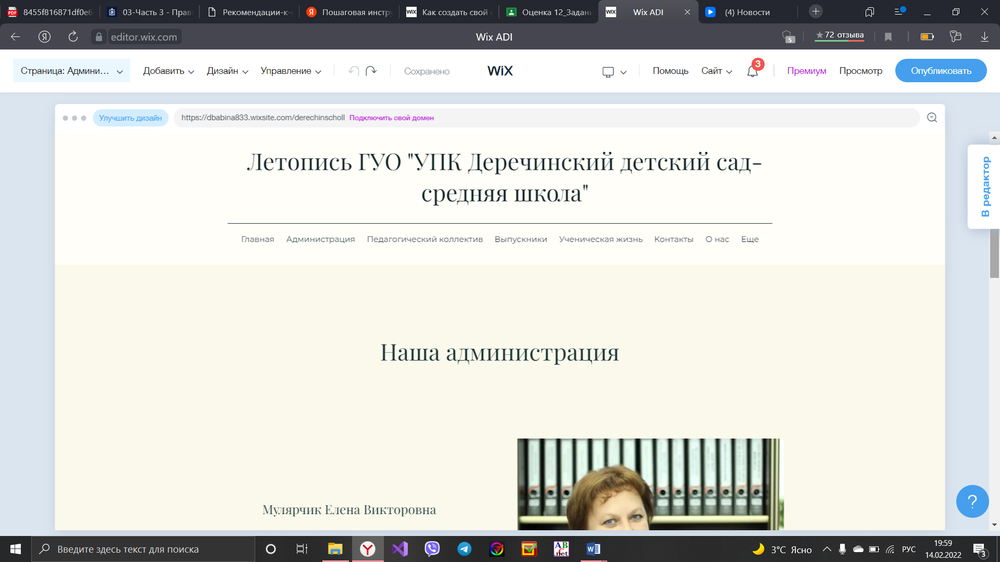 8455f816871df0e6
03-Часть 3 - Прав
Рекомендации-к-с
Пошаговая инстру
Как создать свой с
Оценка 12_Задани
Wix ADI
(4) Новости
editor.wix.com
Wix ADI
5
72 отзыва
Страница: Админи...
Добавить
Дизайн
Управление
Сохранено
WiX
Помощь
Сайт
3
Премиум
Просмотр
Опубликовать
Улучшить дизайн
https://dbabina833.wixsite.com/derechinscholl
Подключить свой домен
Летопись ГУО "УПК Деречинский детский сад-
средняя школа"
Главная Администрация Педагогический коллектив Выпускники Ученическая жизнь Контакты О нас Еще
В редактор
Наша администрация
Мулярчик Елена Викторовна
?
Введите здесь текст для поиска
3°C Ясно
РУС
19:59
14.02.2022
3